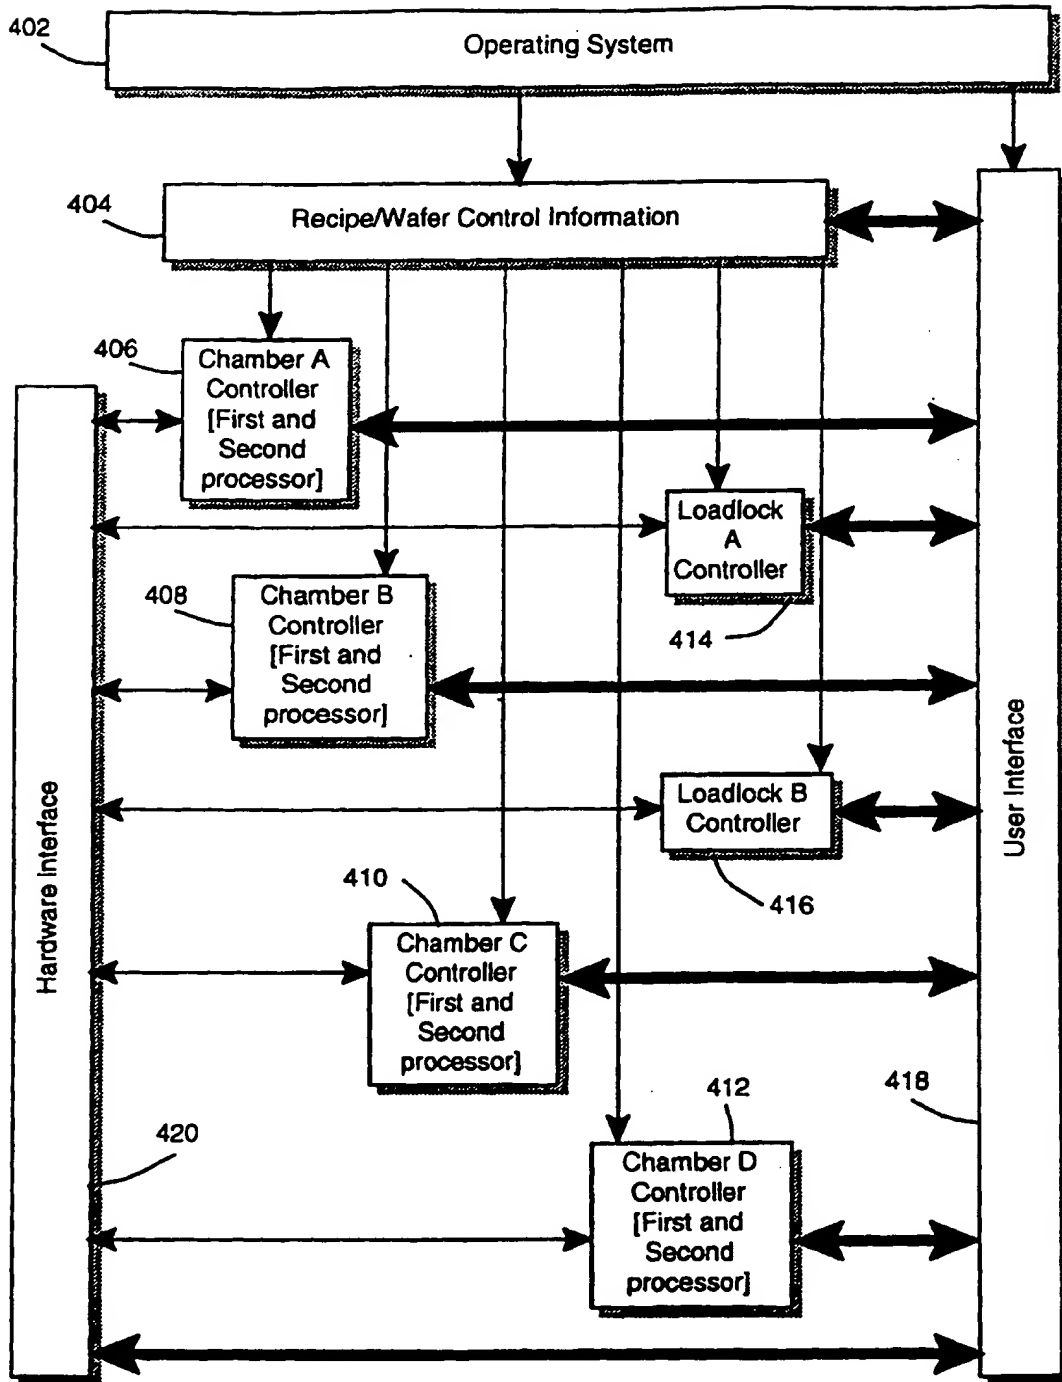 402
Operating System
404
Recipe/Wafer Control Information
406
Chamber A
Controller
[First and
Second
processor]
Loadlock
A
Controller
414
408
Chamber B
Controller
[First and
Second
processor]
Hardware Interface
User Interface
Loadlock B
Controller
416
410
Chamber C
Controller
[First and
Second
processor]
418
412
420
Chamber D
Controller
[First and
Second
processor]